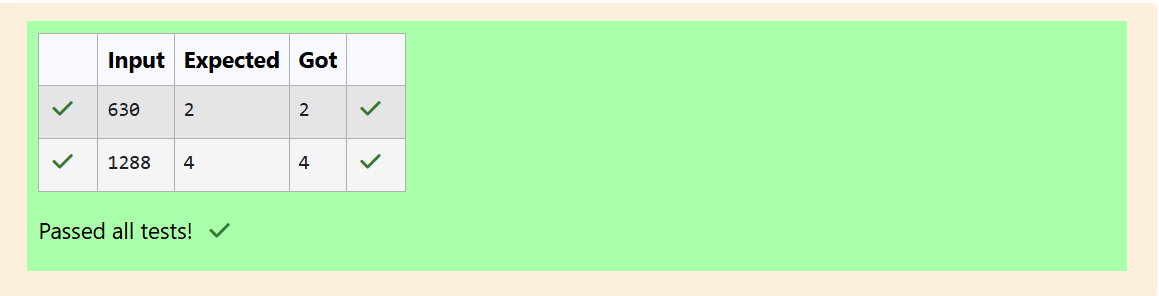 Input Expected Got
630 2 2
1288 4 4
Passed all tests!